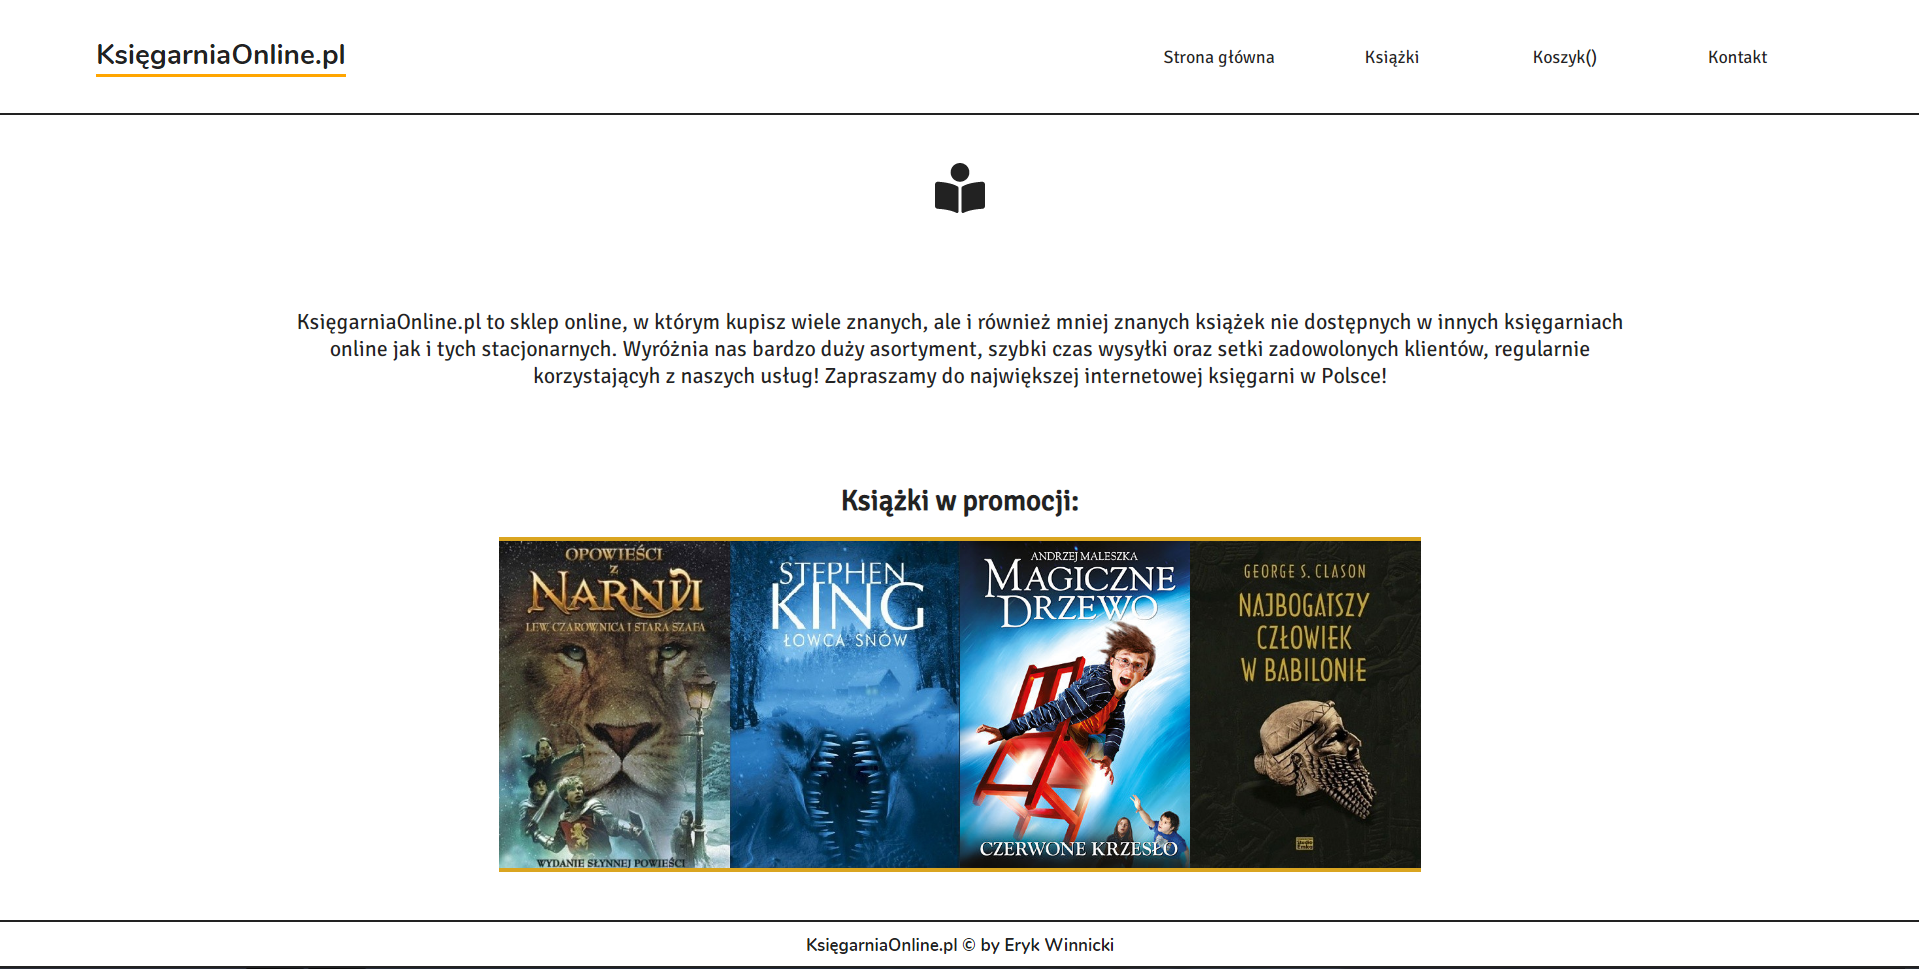 KsięgarniaOnline.pl
Strona główna
Książki
Koszyk()
Kontakt
KsięgarniaOnline.pl to sklep online, w którym kupisz wiele znanych, ale i również mniej znanych książek nie dostępnych w innych księgarniach
online jak i tych stacjonarnych. Wyróżnia nas bardzo duży asortyment, szybki czas wysyłki oraz setki zadowolonych klientów, regularnie
korzystającyh z naszych usług! Zapraszamy do największej internetowej księgarni w Polsce!
Książki w promocji:
OPOWIEŚCI
Z
NARNII
LEW, CZAROWNICA I STARA SZAFA
WYDANIE SŁYNNEJ POWIEŚCI
STEPHEN
KING
ŁOWCA SNÓW
ANDRZEJ MALESZKA
MAGICZNE
DRZEWO
CZERWONE KRZESŁO
GEORGE S. CLASON
NAJBOGATSZY
CZŁOWIEK
W BABILONIE
KsięgarniaOnline.pl © by Eryk Winnicki